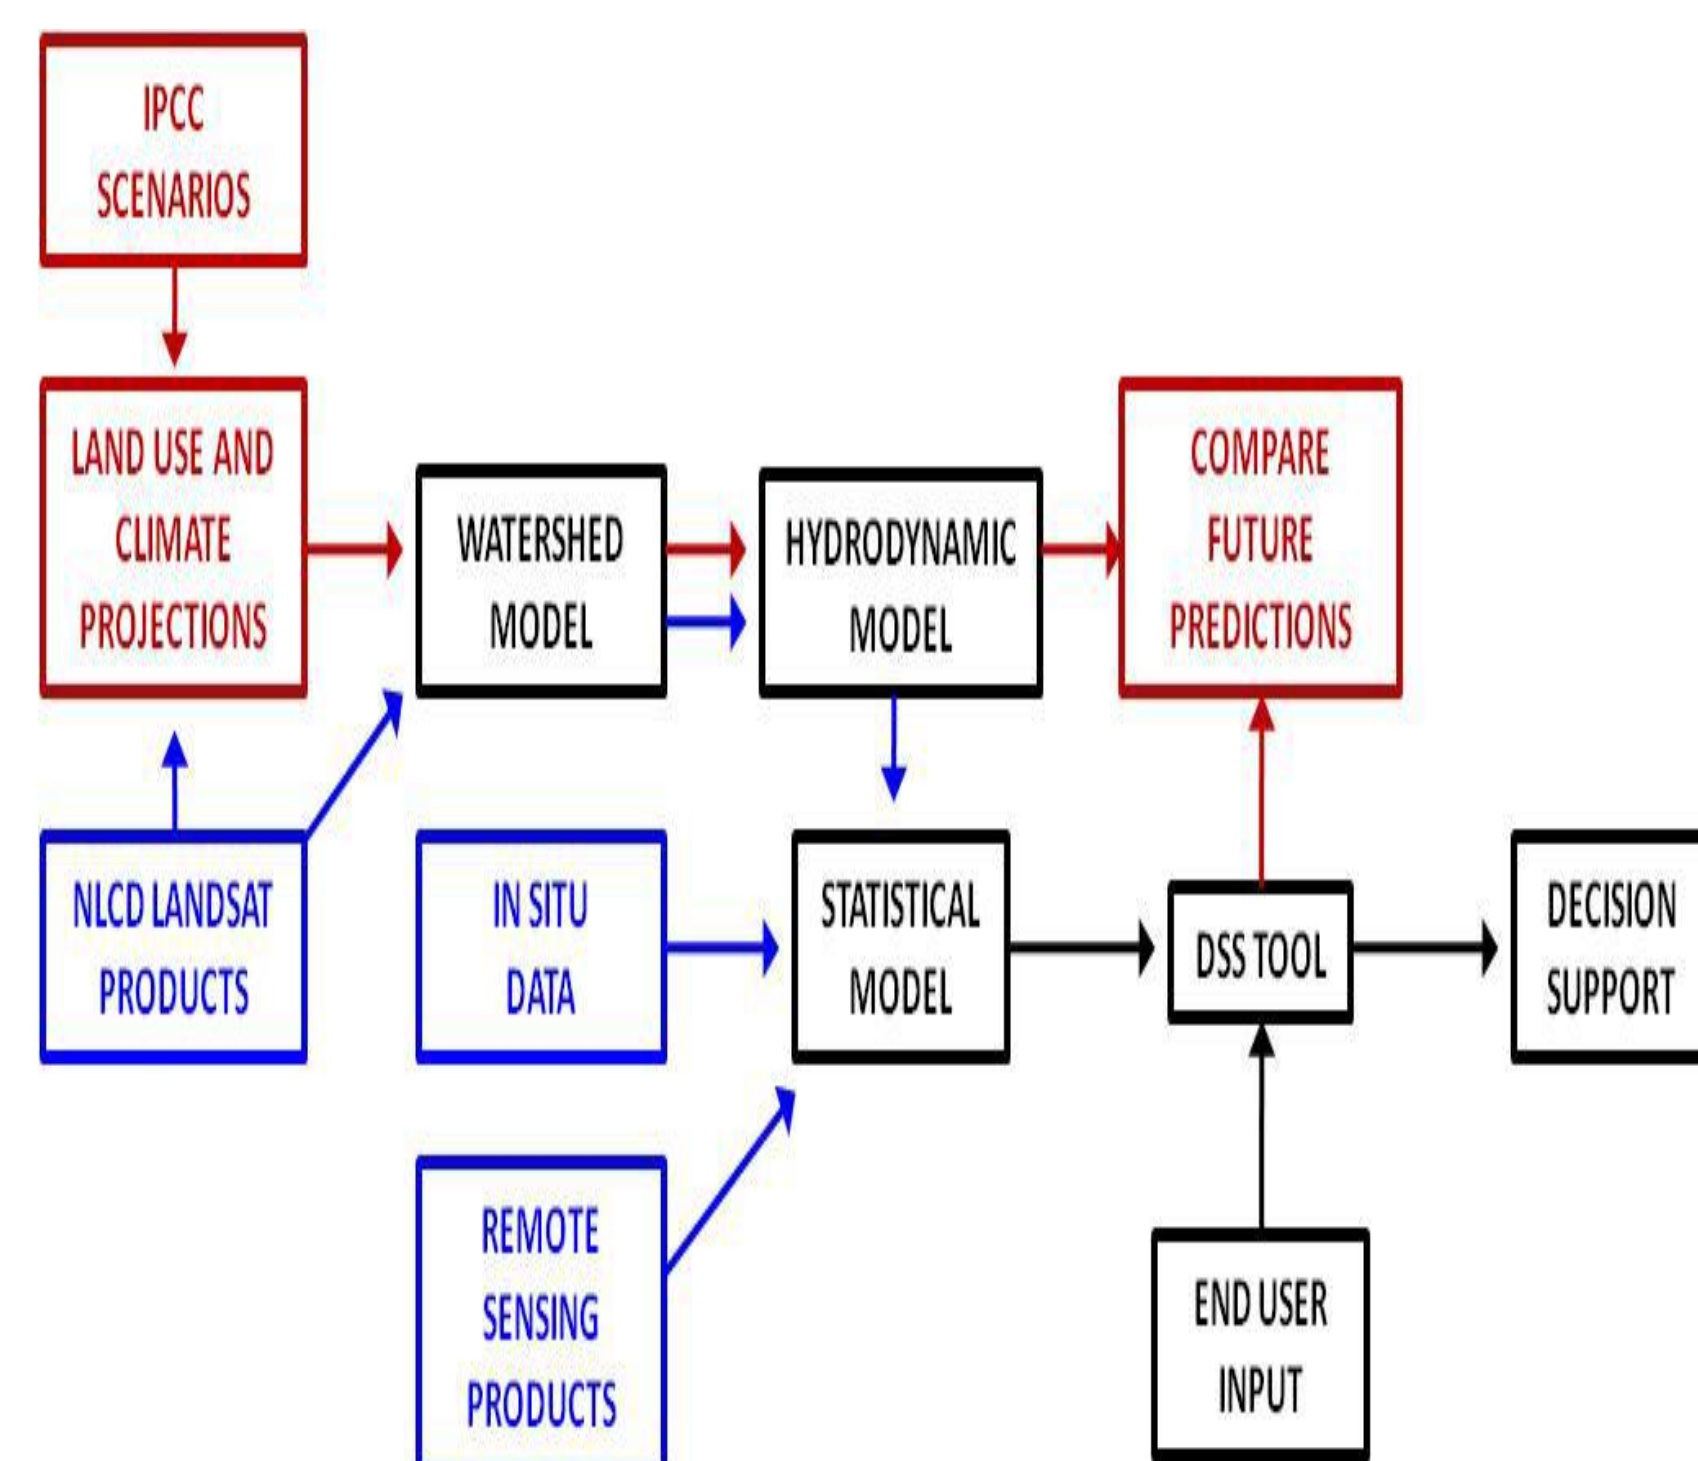 IPCC
SCENARIOS
LAND USE AND
CLIMATE
PROJECTIONS
WATERSHED
MODEL
HYDRODYNAMIC
MODEL
COMPARE
FUTURE
PREDICTIONS
NLCD LANDSAT
PRODUCTS
IN SITU
DATA
STATISTICAL
MODEL
DSS TOOL
DECISION
SUPPORT
REMOTE
SENSING
PRODUCTS
END USER
INPUT